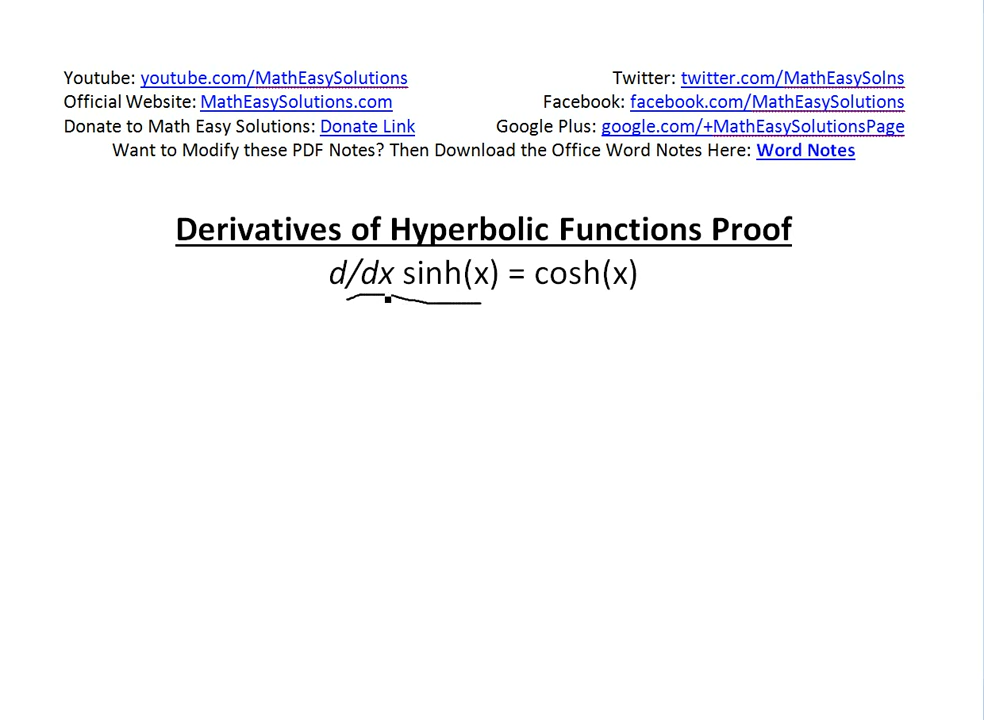 Youtube: youtube.com/MathEasySolutions Twitter: twitter.com/MathEasySolns
Official Website: MathEasySolutions.com Facebook: facebook.com/MathEasySolutions
Donate to Math Easy Solutions: Donate Link Google Plus: google.com/+MathEasySolutionsPage
Want to Modify these PDF Notes? Then Download the Office Word Notes Here: Word Notes
Derivatives of Hyperbolic Functions Proof
d/dx sinh(x) = cosh(x)